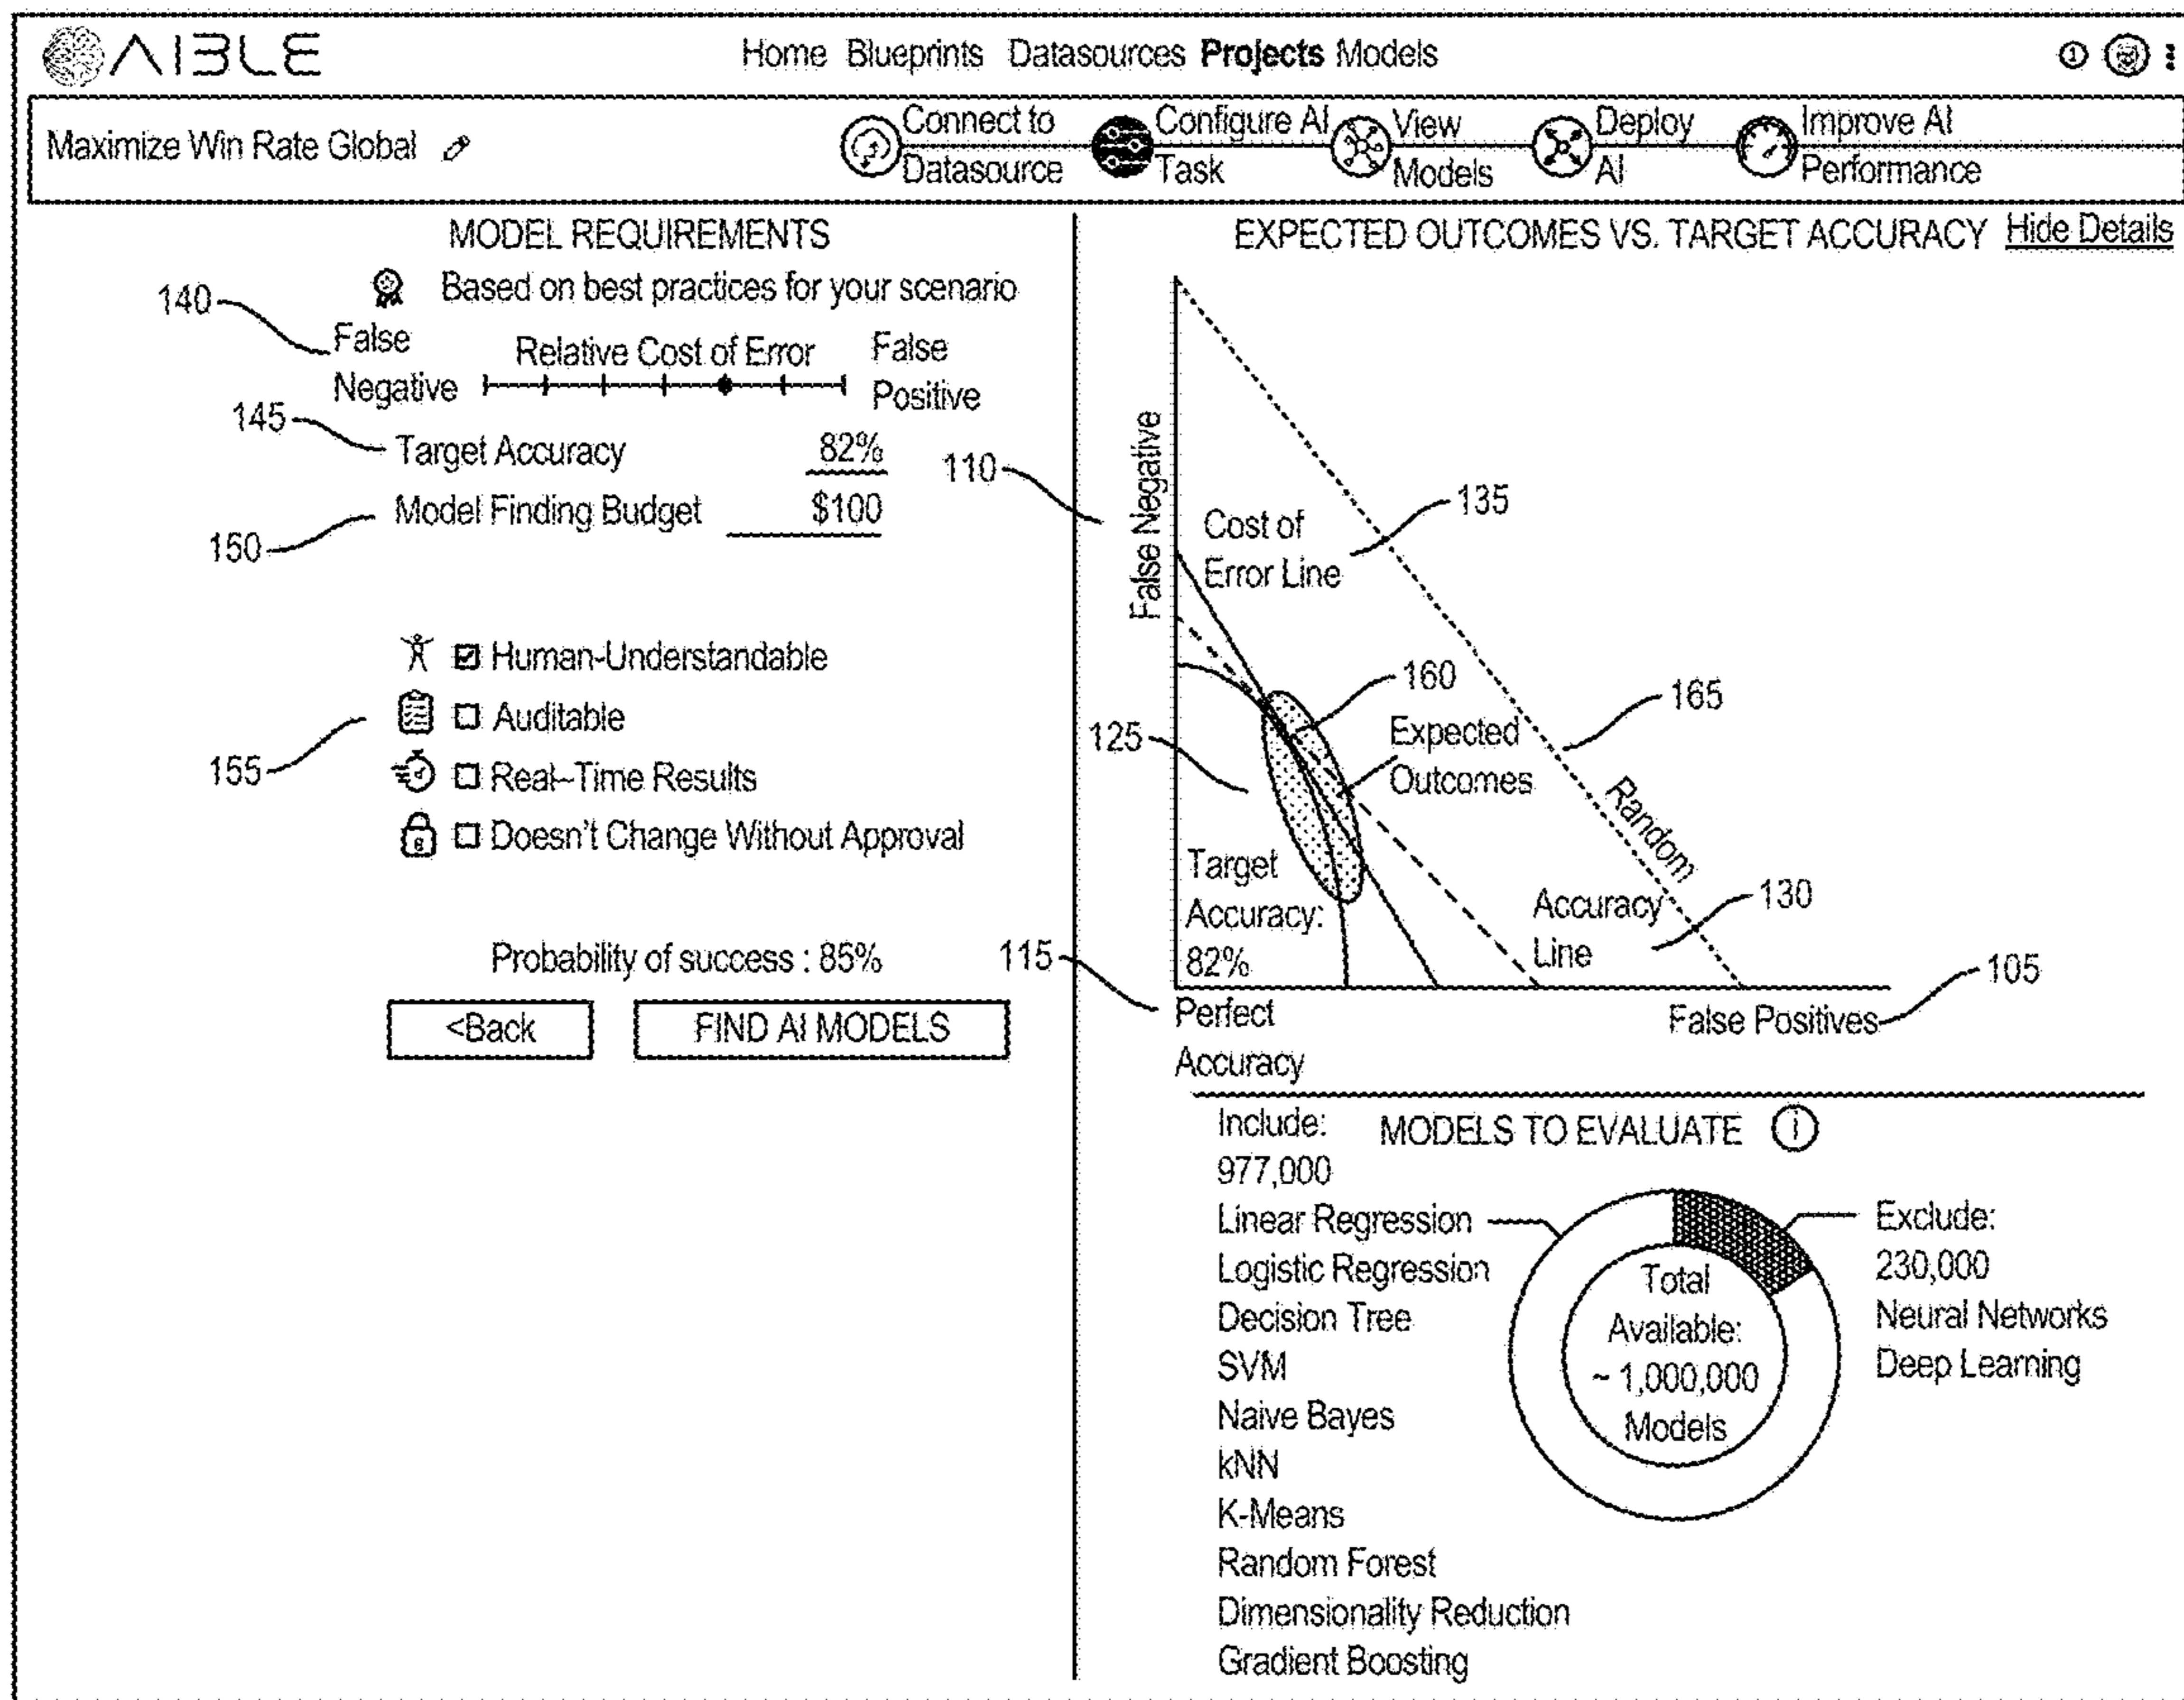 AIBLE
Home Blueprints Datasources Projects Models
Maximize Win Rate Global
Connect to
Datasource
Configure AI
Task
View
Models
Deploy
AI
Improve AI
Performance
MODEL REQUIREMENTS
Based on best practices for your scenario
140
False
Negative
Relative Cost of Error
False
Positive
145
Target Accuracy 82%
150
Model Finding Budget $100
155
Human-Understandable
Auditable
Real-Time Results
Doesn't Change Without Approval
Probability of success : 85%
<Back
FIND AI MODELS
EXPECTED OUTCOMES VS. TARGET ACCURACY Hide Details
110
False Negative
Cost of
Error Line
135
160
165
125
Expected
Outcomes
Random
Target
Accuracy:
82%
Accuracy
Line
130
115
105
Perfect
Accuracy
False Positives
Include:
977,000
MODELS TO EVALUATE i
Linear Regression
Logistic Regression
Decision Tree
SVM
Naive Bayes
kNN
K-Means
Random Forest
Dimensionality Reduction
Gradient Boosting
Total
Available:
~ 1,000,000
Models
Exclude:
230,000
Neural Networks
Deep Learning